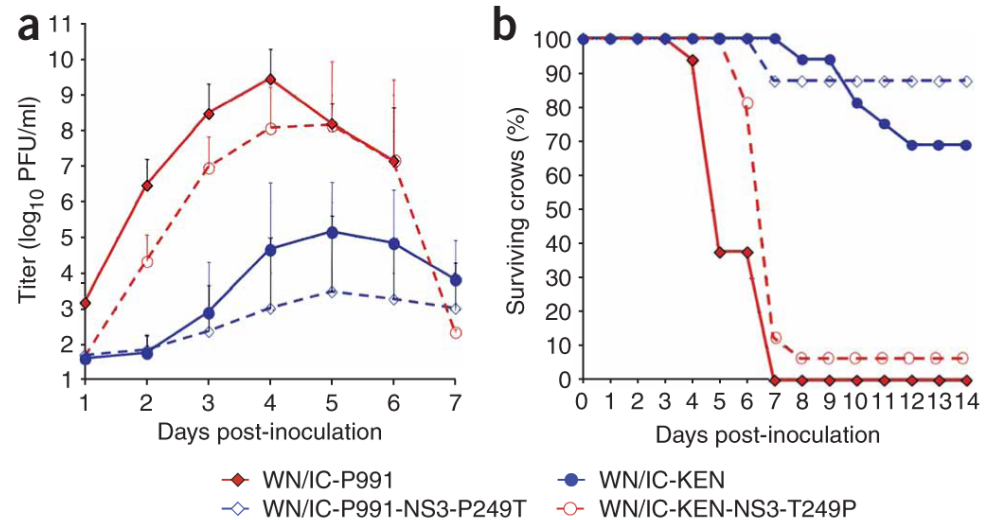 a
11
10
9
8
7
6
5
4
3
2
1
Titer (log10 PFU/ml)
1 2 3 4 5 6 7
Days post-inoculation
b
100
90
80
70
60
50
40
30
20
10
0
Surviving crows (%)
0 1 2 3 4 5 6 7 8 9 10 11 12 13 14
Days post-inoculation
WN/IC-P991
WN/IC-KEN
WN/IC-P991-NS3-P249T
WN/IC-KEN-NS3-T249P